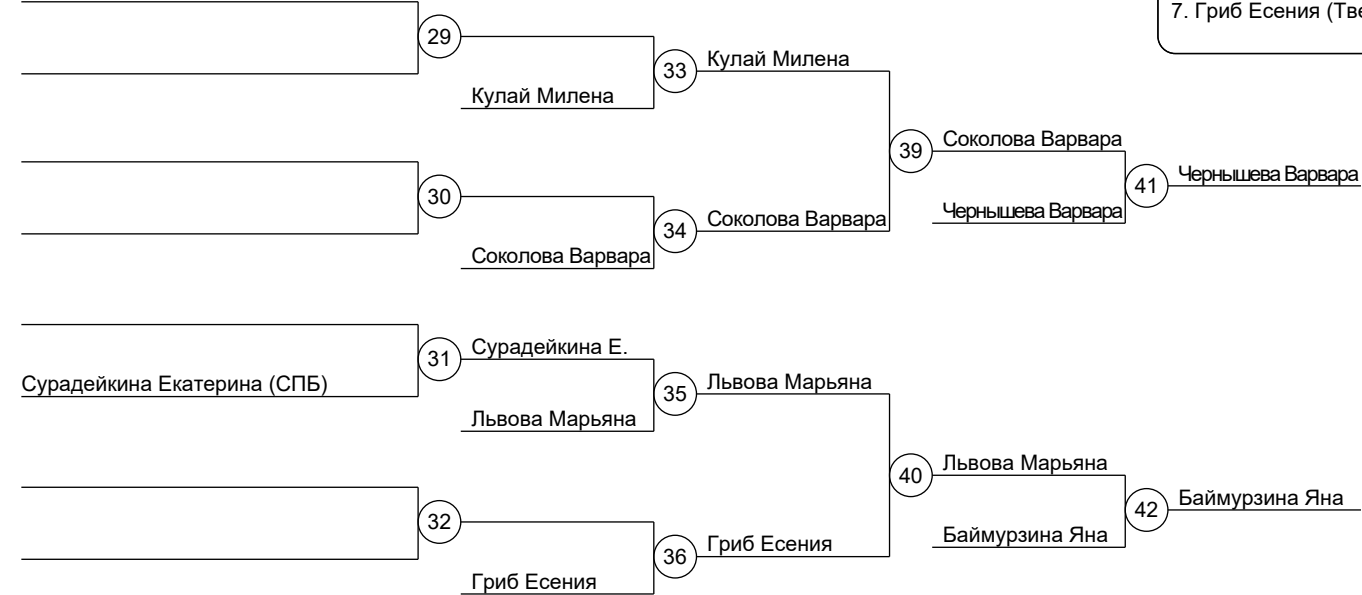 7. Гриб Есения (Тве
29
33
Кулай Милена
Кулай Милена
39
Соколова Варвара
41
Чернышева Варвара
30
34
Соколова Варвара
Чернышева Варвара
Соколова Варвара
31
Сурадейкина Е.
Сурадейкина Екатерина (СПБ)
35
Львова Марьяна
Львова Марьяна
40
Львова Марьяна
42
Баймурзина Яна
32
Баймурзина Яна
36
Гриб Есения
Гриб Есения